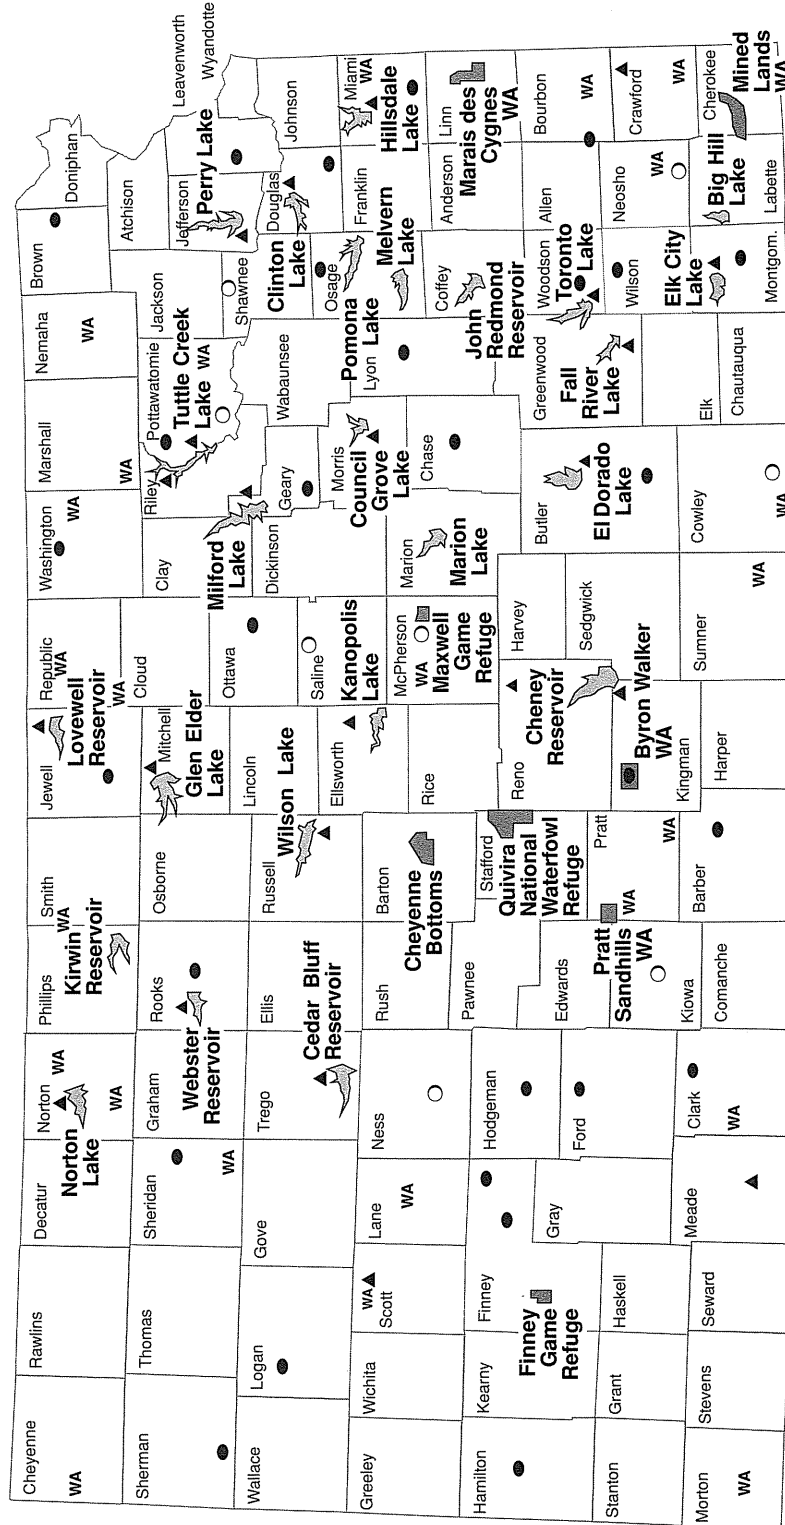 Cheyenne
WA
Rawlins
Decatur
Norton
WA
Norton
Lake
WA
Phillips
Kirwin
Reservoir
Smith
WA
Jewell
Lovewell
Reservoir
Republic
WA
WA
Washington
WA
Marshall
WA
Nemaha
WA
Brown
Doniphan
Sherman
Thomas
Sheridan
WA
Graham
Webster
Reservoir
Rooks
Osborne
Mitchell
Glen Elder
Lake
Cloud
Clay
Riley
Pottawatomie
Tuttle Creek
Lake WA
Jackson
Atchison
Jefferson
Perry Lake
Leavenworth
Wyandotte
Wallace
Logan
Gove
Trego
Cedar Bluff
Reservoir
Ellis
Russell
Wilson Lake
Lincoln
Ottawa
Milford
Lake
Dickinson
Geary
Wabaunsee
Shawnee
Clinton
Lake
Douglas
Johnson
Greeley
Wichita
WA
Scott
Lane
WA
Ness
Rush
Barton
Cheyenne
Bottoms
Ellsworth
Saline
Kanopolis
Lake
Morris
Council
Grove
Lake
Lyon
Pomona
Lake
Osage
Melvern
Lake
Franklin
Miami
WA
Hillsdale
Lake
Hamilton
Kearny
Finney
Finney
Game
Refuge
Gray
Hodgeman
Pawnee
Edwards
Stafford
Quivira
National
Waterfowl
Refuge
Rice
McPherson
WA
Maxwell
Game
Refuge
Marion
Marion
Lake
Chase
Coffey
John
Redmond
Reservoir
Anderson
Linn
Marais des
Cygnes
WA
Reno
Cheney
Reservoir
Harvey
Sedgwick
Butler
El Dorado
Lake
Greenwood
Fall
River
Lake
Woodson
Toronto
Lake
Allen
Bourbon
WA
Stanton
Grant
Haskell
Ford
Kiowa
Pratt
Sandhills
WA
Pratt
WA
WA
Kingman
Byron Walker
WA
Wilson
Neosho
WA
Crawford
WA
Morton
WA
Stevens
Seward
Meade
Clark
WA
Comanche
Barber
Harper
Sumner
WA
Cowley
WA
Elk
Chautauqua
Elk City
Lake
Montgom.
Big Hill
Lake
Labette
Cherokee
Mined
Lands
WA